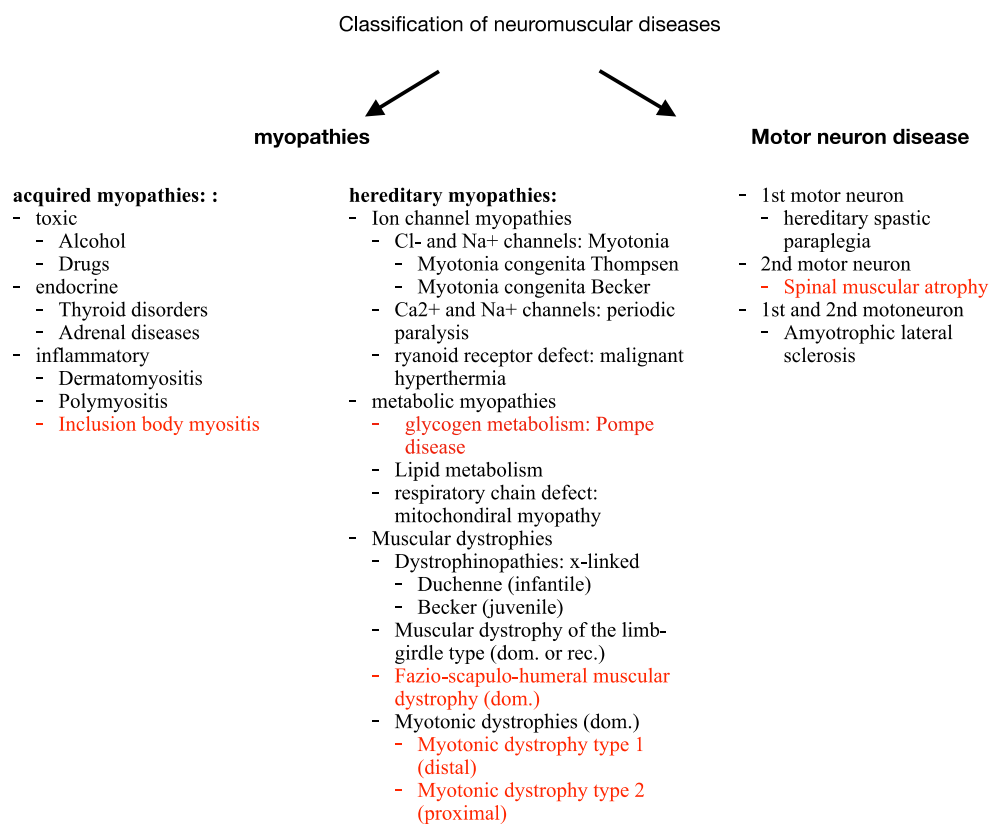 Classification of neuromuscular diseases
myopathies
Motor neuron disease
acquired myopathies: :
- toxic
- Alcohol
- Drugs
- endocrine
- Thyroid disorders
- Adrenal diseases
- inflammatory
- Dermatomyositis
- Polymyositis
- Inclusion body myositis
hereditary myopathies:
- Ion channel myopathies
- Cl- and Na+ channels: Myotonia
- Myotonia congenita Thompsen
- Myotonia congenita Becker
- Ca2+ and Na+ channels: periodic
paralysis
- ryanoid receptor defect: malignant
hyperthermia
- metabolic myopathies
- glycogen metabolism: Pompe
disease
- Lipid metabolism
- respiratory chain defect:
mitochondiral myopathy
- Muscular dystrophies
- Dystrophinopathies: x-linked
- Duchenne (infantile)
- Becker (juvenile)
- Muscular dystrophy of the limb-
girdle type (dom. or rec.)
- Fazio-scapulo-humeral muscular
dystrophy (dom.)
- Myotonic dystrophies (dom.)
- Myotonic dystrophy type 1
(distal)
- Myotonic dystrophy type 2
(proximal)
- 1st motor neuron
- hereditary spastic
paraplegia
- 2nd motor neuron
- Spinal muscular atrophy
- 1st and 2nd motoneuron
- Amyotrophic lateral
sclerosis